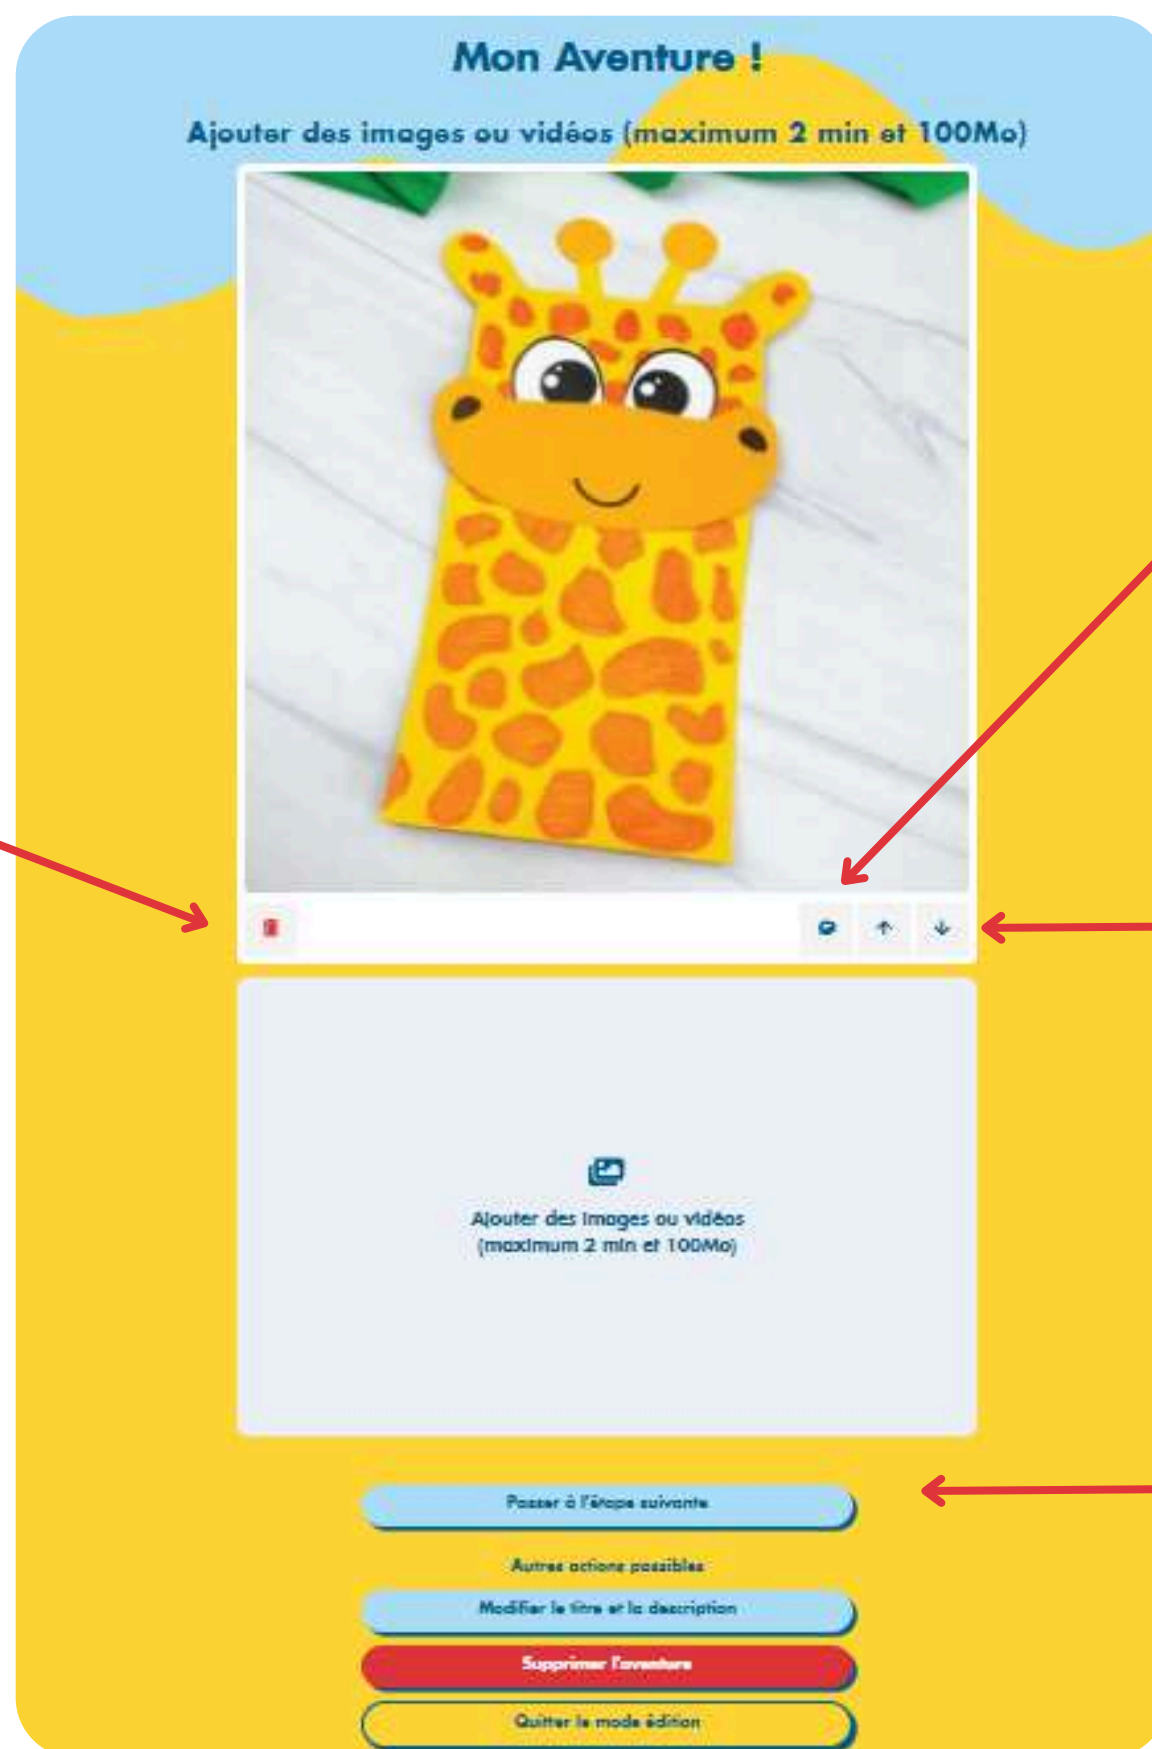 Mon Aventure !
Ajouter des images ou vidéos (maximum 2 min et 100Mo)
Ajouter des images ou vidéos
(maximum 2 min et 100Mo)
Passer à l'étape suivante
Autres actions possibles
Modifier le titre et la description
Supprimer l'aventure
Quitter le mode édition